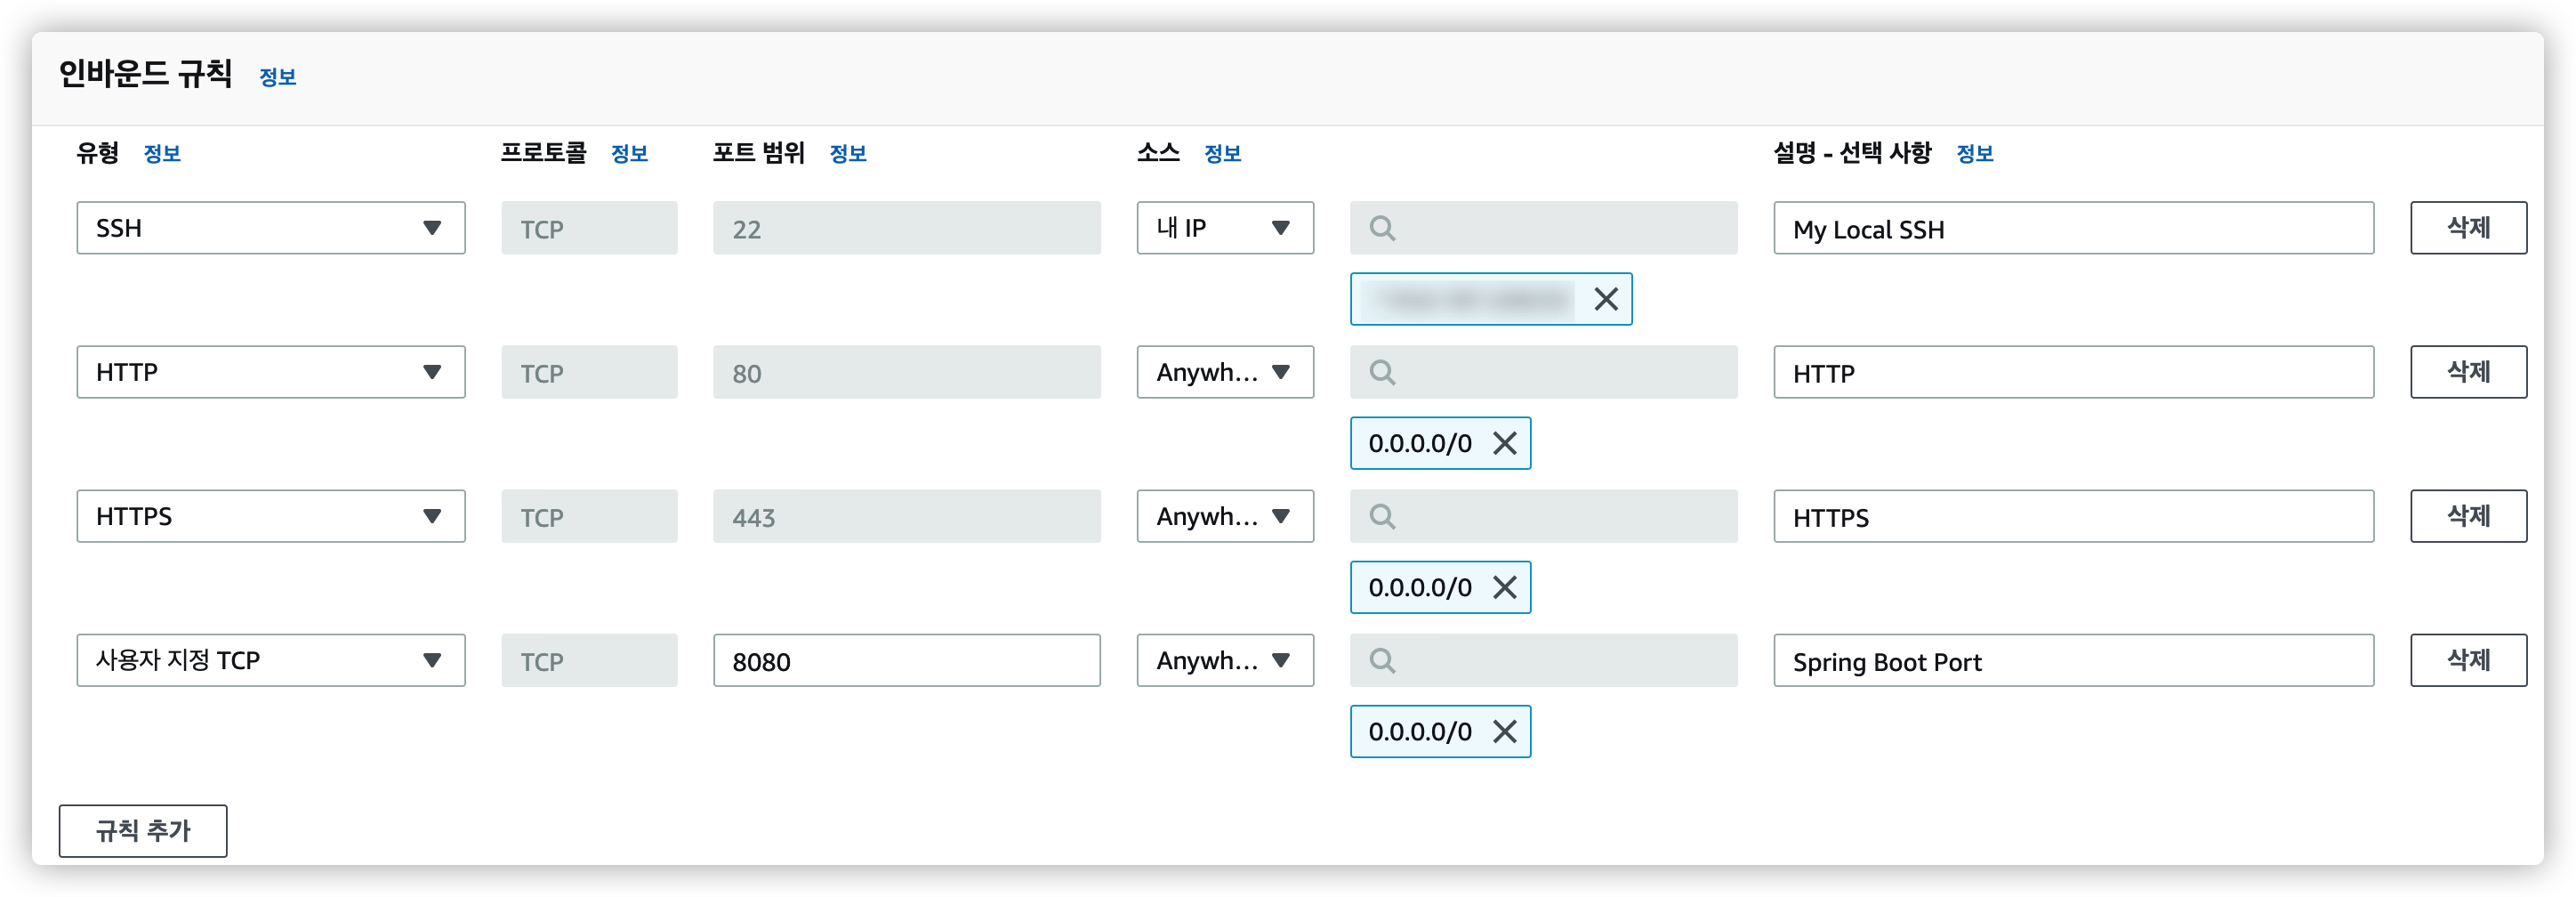 인바운드 규칙 정보
유형 정보 프로토콜 정보 포트 범위 정보 소스 정보 설명 - 선택 사항 정보
SSH TCP 22 내 IP My Local SSH 삭제
HTTP TCP 80 Anywh... HTTP 삭제
0.0.0.0/0
HTTPS TCP 443 Anywh... HTTPS 삭제
0.0.0.0/0
사용자 지정 TCP TCP 8080 Anywh... Spring Boot Port 삭제
0.0.0.0/0
규칙 추가